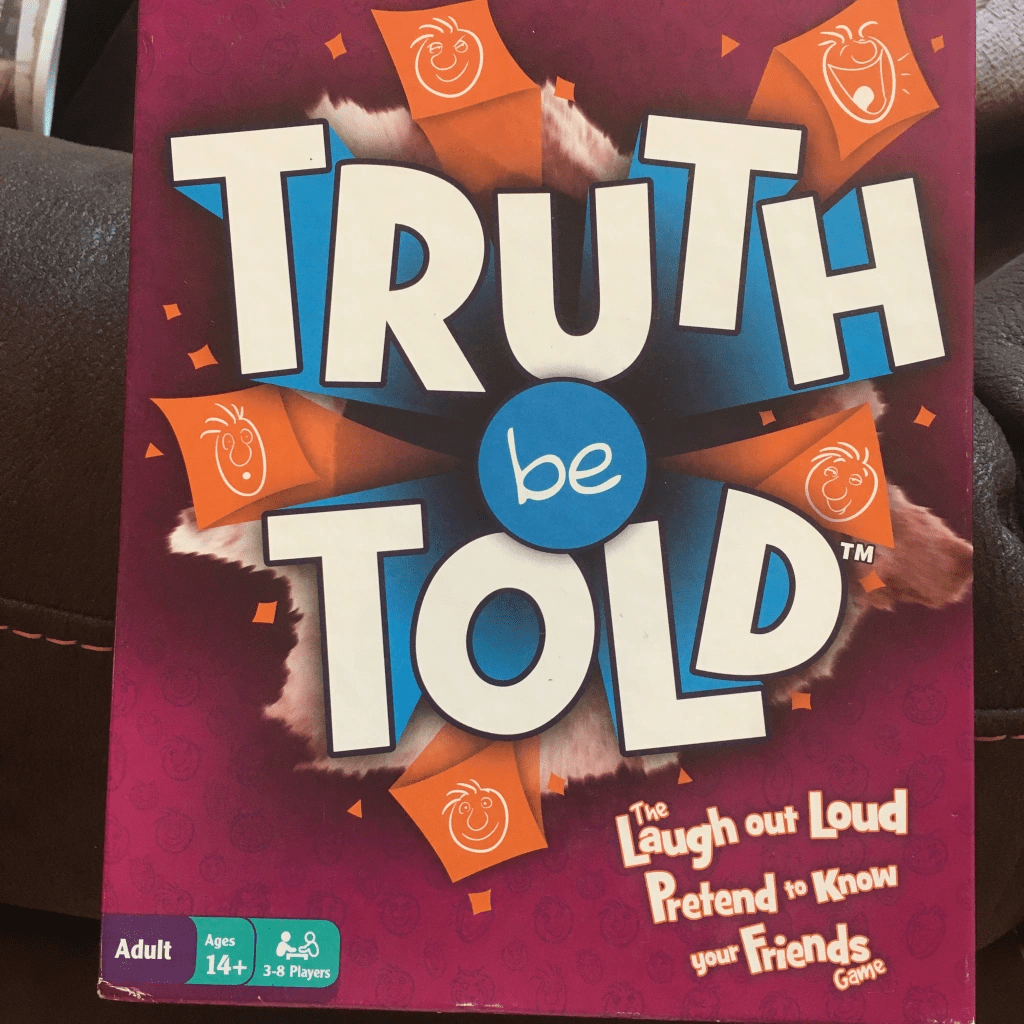 TRUTH
be
TOLD™
The
Laugh out Loud
Pretend to Know
your Friends
Game
Adult
Ages
14+
3-8 Players